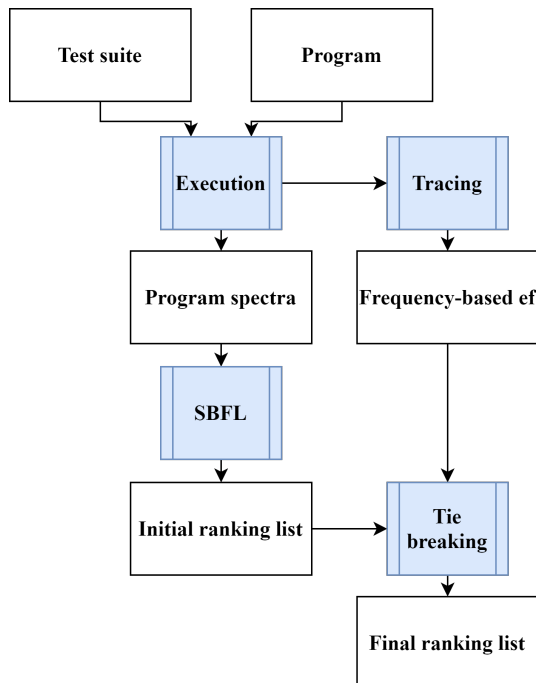 Test suite
Program
Execution
Tracing
Program spectra
Frequency-based ef
SBFL
Initial ranking list
Tie
breaking
Final ranking list